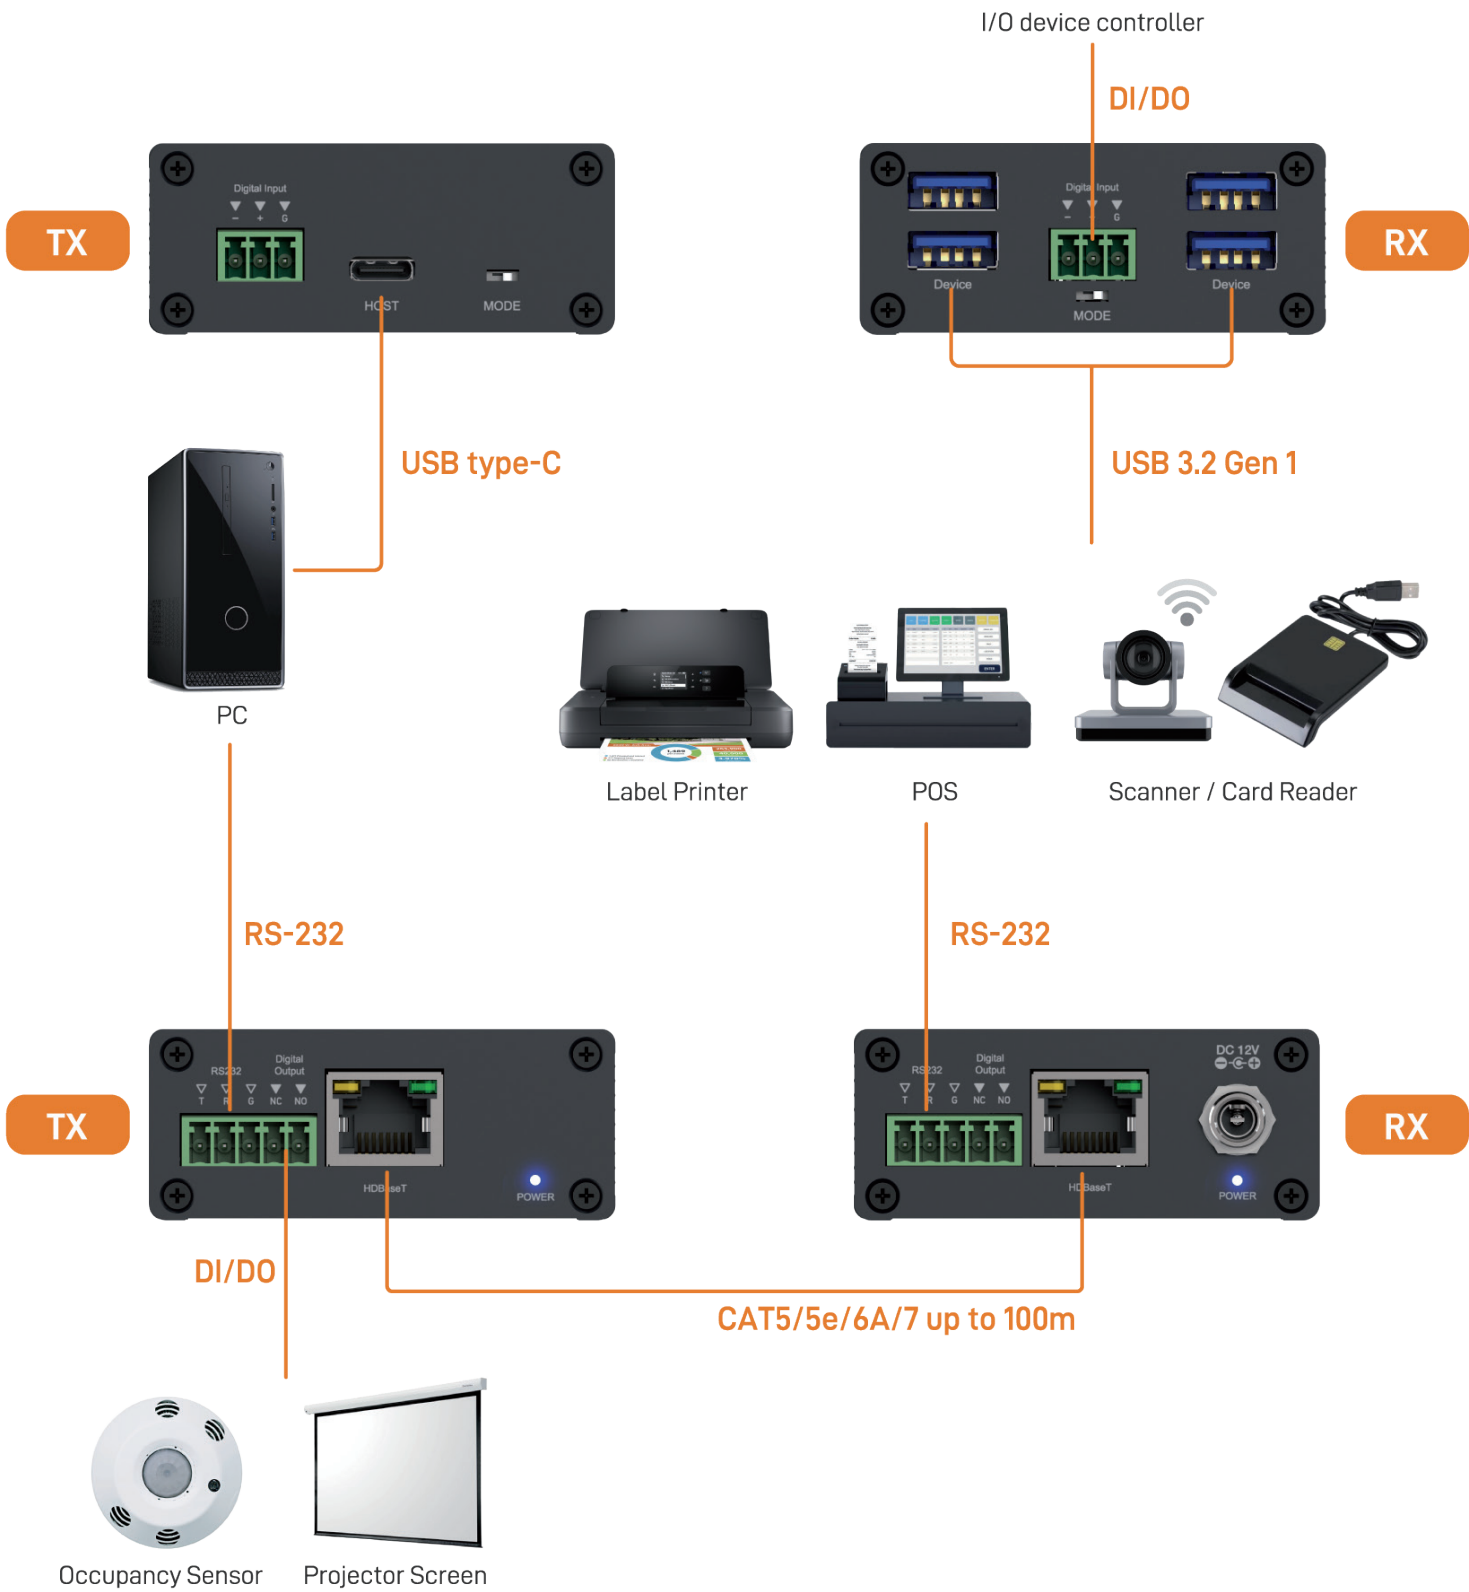 I/O device controller
DI/DO
TX
Digital Input
− + G
HOST
MODE
Digital Input
− G
Device
Device
MODE
RX
USB type-C
USB 3.2 Gen 1
PC
Label Printer
POS
Scanner / Card Reader
RS-232
RS-232
TX
RS232
Digital
Output
T R G NC NO
HDBaseT
POWER
RS232
Digital
Output
T R G NC NO
HDBaseT
DC 12V
POWER
RX
DI/DO
CAT5/5e/6A/7 up to 100m
Occupancy Sensor
Projector Screen